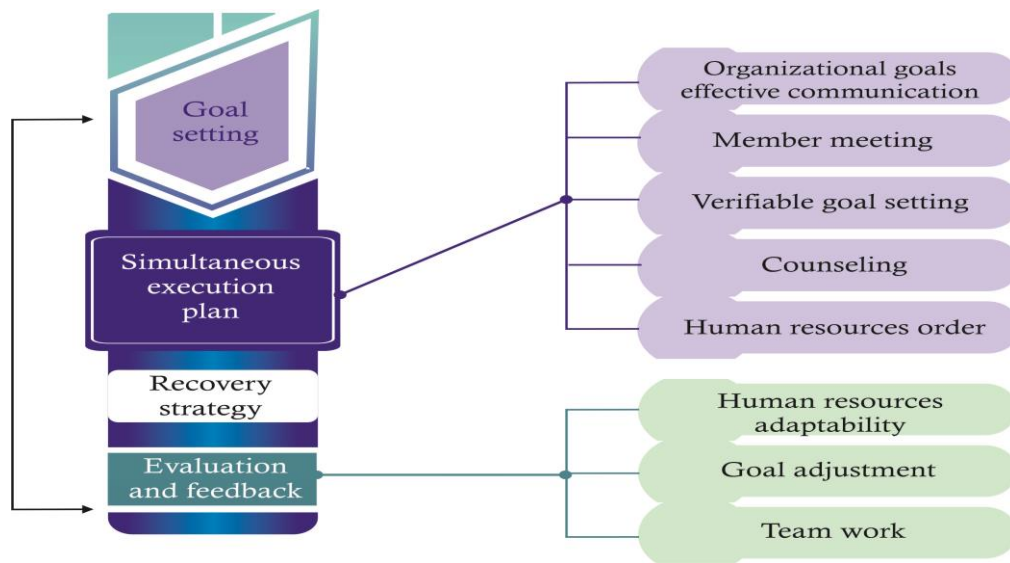 Goal
setting
Simultaneous
execution
plan
Recovery
strategy
Evaluation
and feedback
Organizational goals
effective communication
Member meeting
Verifiable goal setting
Counseling
Human resources order
Human resources
adaptability
Goal adjustment
Team work